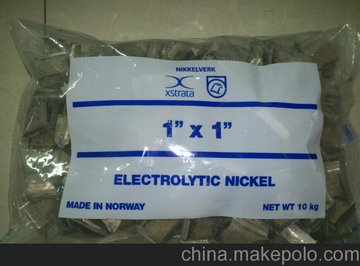 NIKKELVERK
xstrata
1" x 1"
ELECTROLYTIC NICKEL
MADE IN NORWAY NET WT 10 kg
china.makepolo.com